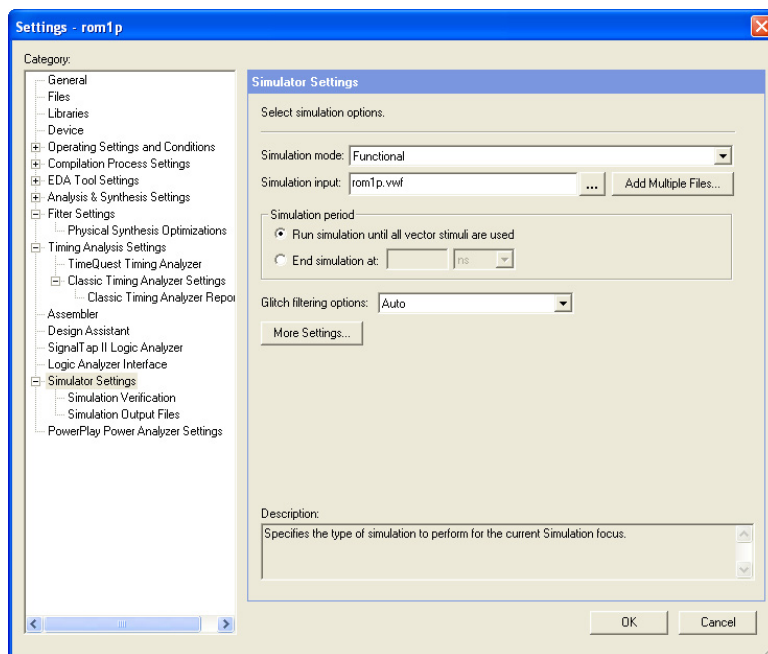 Settings - rom1p
Category:
General
Files
Libraries
Device
Operating Settings and Conditions
Compilation Process Settings
EDA Tool Settings
Analysis & Synthesis Settings
Fitter Settings
Physical Synthesis Optimizations
Timing Analysis Settings
TimeQuest Timing Analyzer
Classic Timing Analyzer Settings
Classic Timing Analyzer Repor
Assembler
Design Assistant
SignalTap II Logic Analyzer
Logic Analyzer Interface
Simulator Settings
Simulation Verification
Simulation Output Files
PowerPlay Power Analyzer Settings
Simulator Settings
Select simulation options.
Simulation mode: Functional
Simulation input: rom1p.vwf ... Add Multiple Files...
Simulation period
Run simulation until all vector stimuli are used
End simulation at: ns
Glitch filtering options: Auto
More Settings...
Description:
Specifies the type of simulation to perform for the current Simulation focus.
OK Cancel